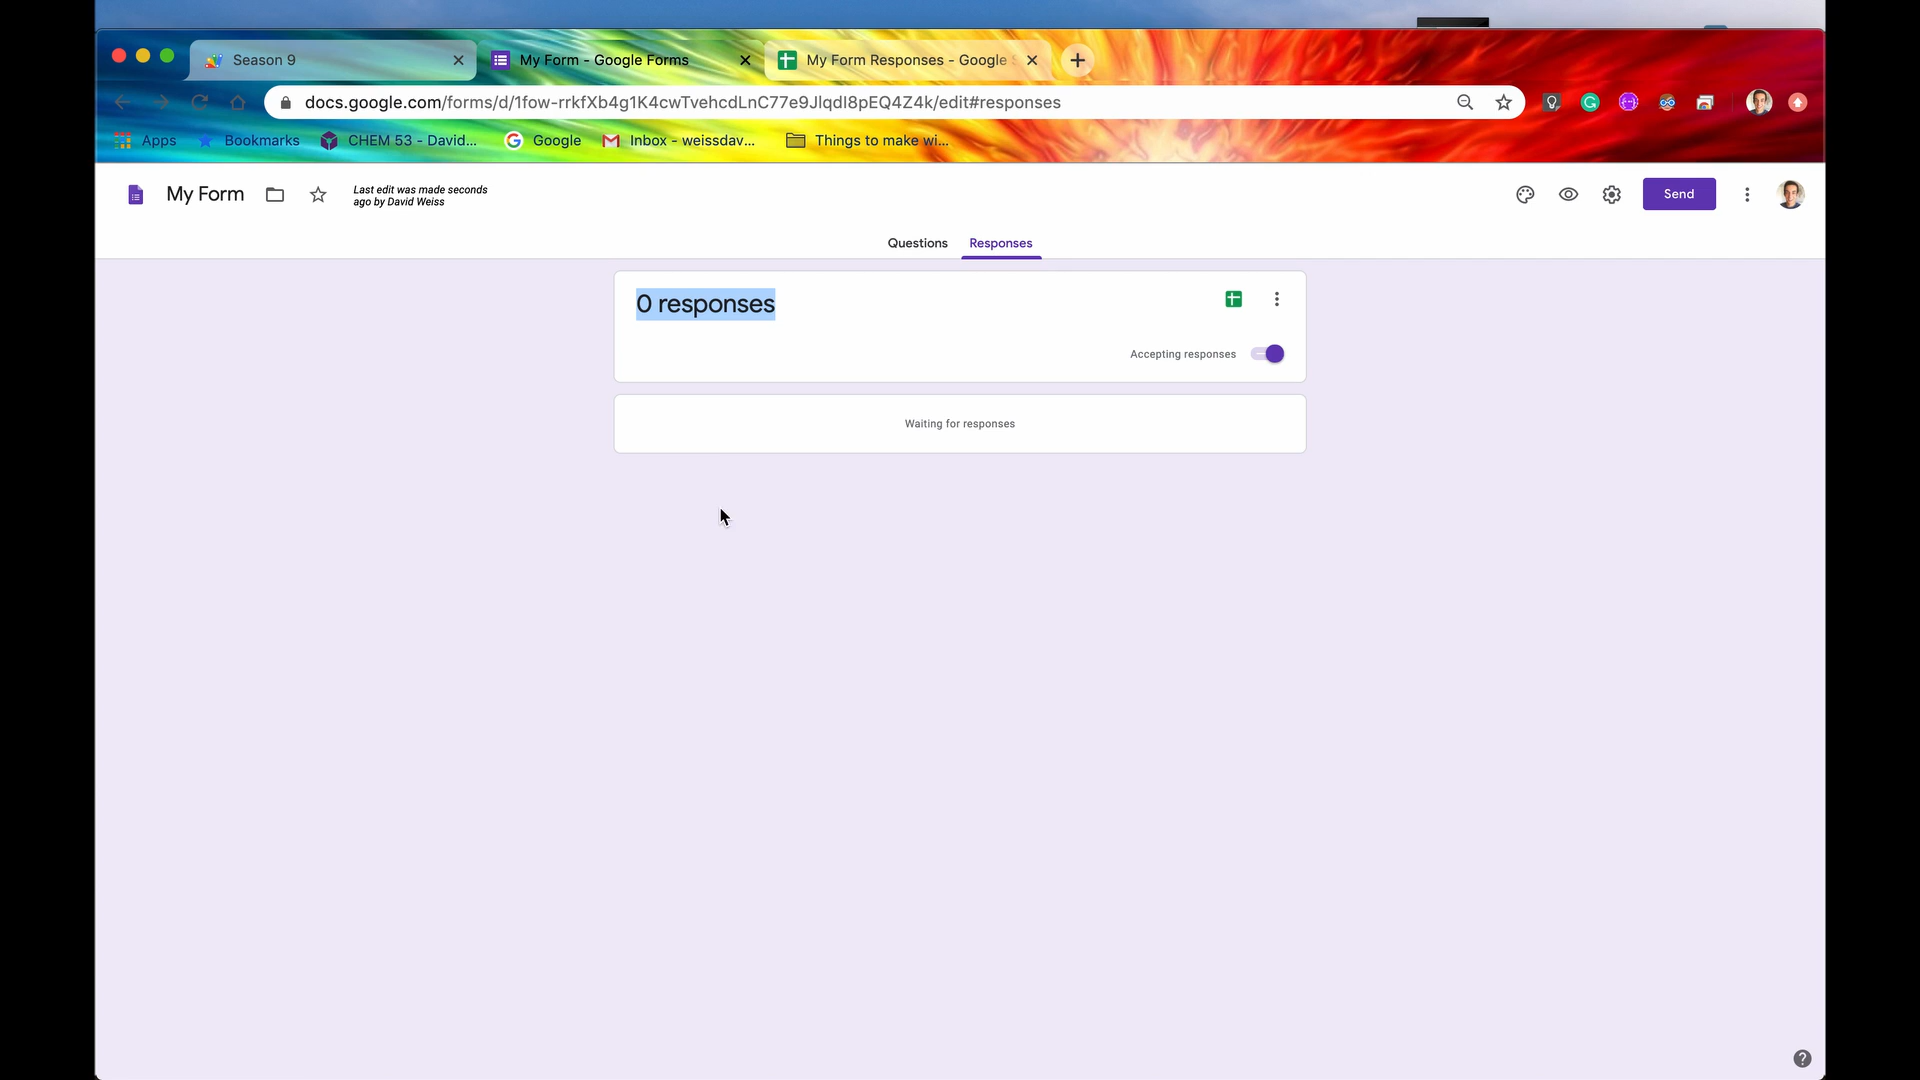 Season 9
My Form - Google Forms
My Form Responses - Google
docs.google.com/forms/d/1fow-rrkfXb4g1K4cwTvehcdLnC77e9Jlqdl8pEQ4Z4k/edit#responses
Apps
Bookmarks
CHEM 53 - David...
Google
Inbox - weissdav...
Things to make wi...
My Form
Last edit was made seconds
ago by David Weiss
Send
Questions
Responses
0 responses
Accepting responses
Waiting for responses